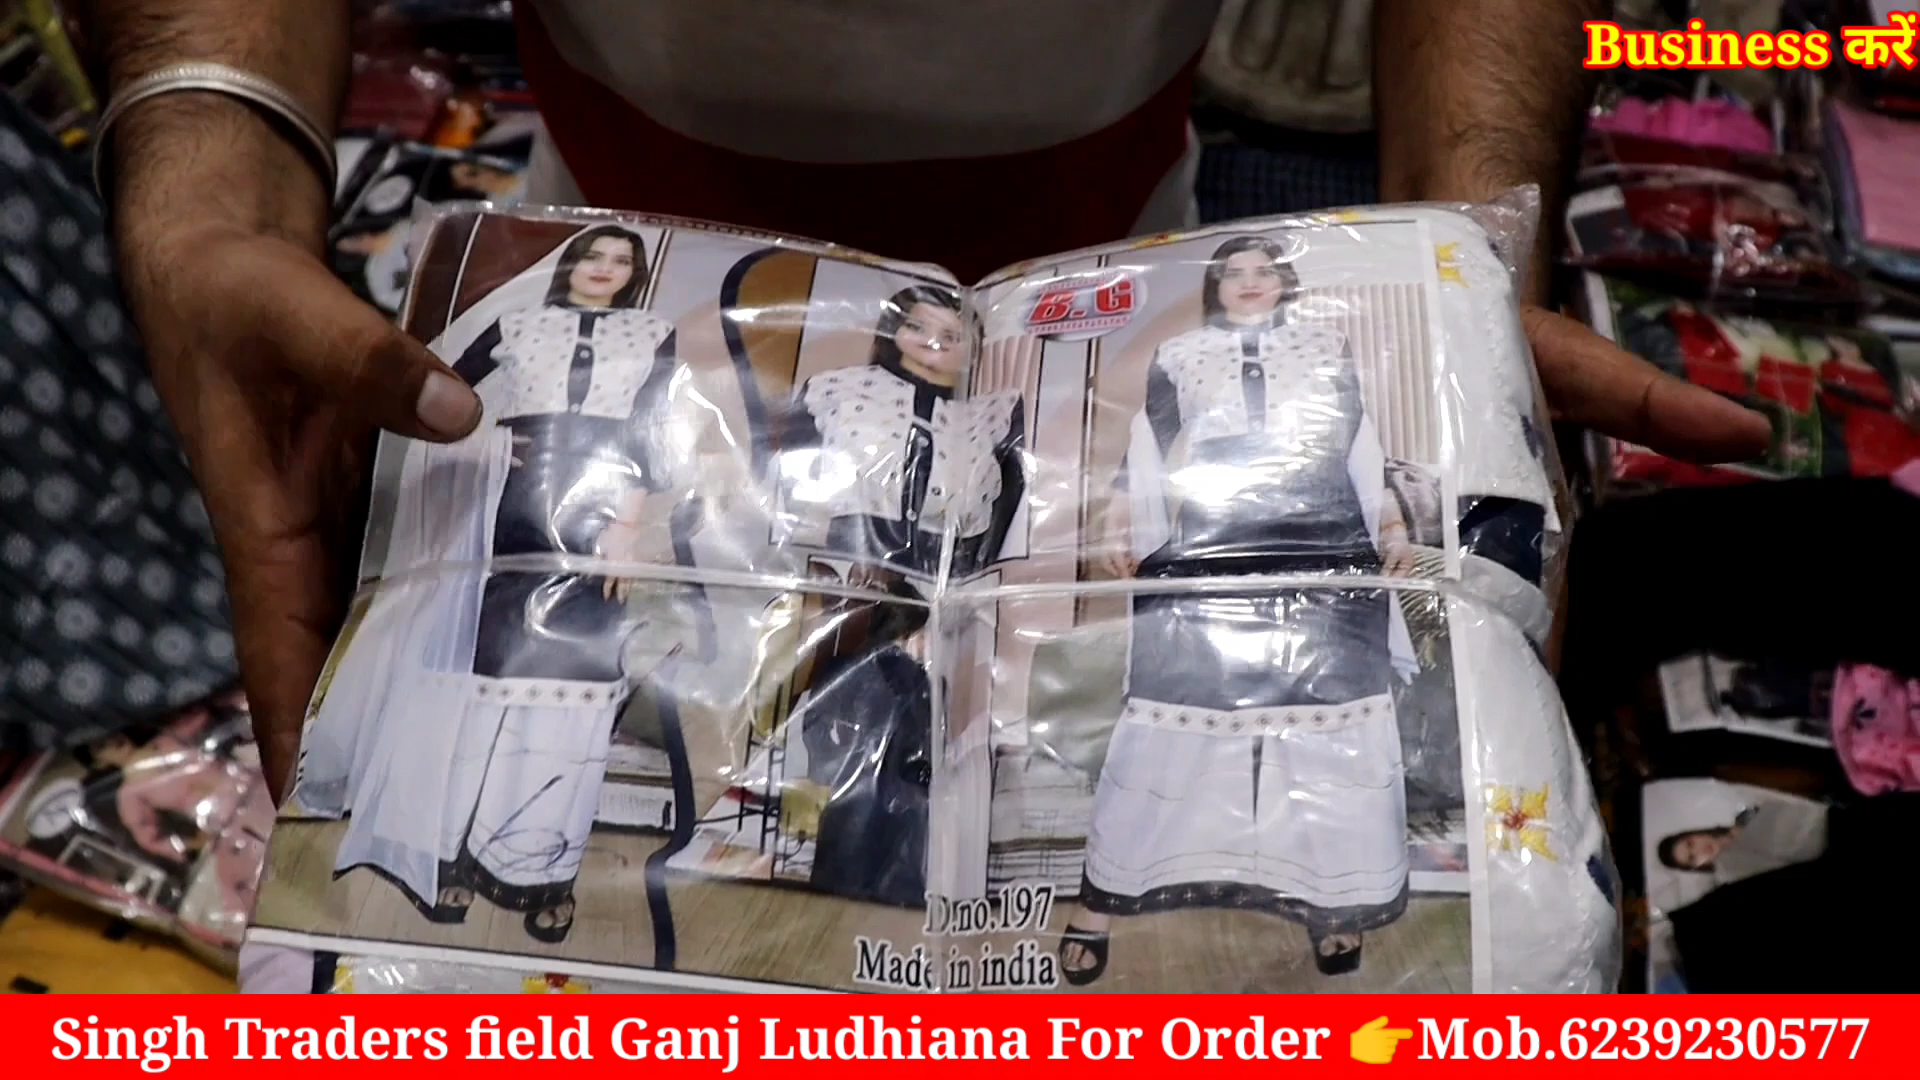 Business करें
B.G
D.no.197
Made in india
Singh Traders field Ganj Ludhiana For Order 👉Mob.6239230577